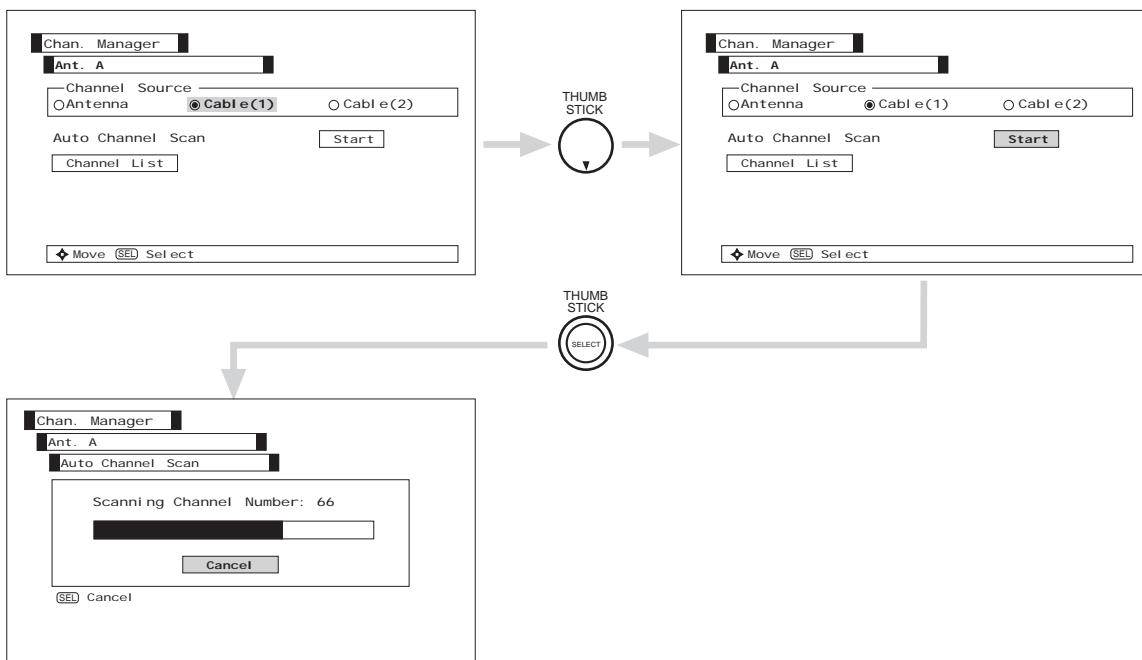 Chan. Manager
Ant. A
Channel Source
Antenna Cable(1) Cable(2)
Auto Channel Scan Start
Channel List
Move SEL Select
THUMB
STICK
Chan. Manager
Ant. A
Channel Source
Antenna Cable(1) Cable(2)
Auto Channel Scan Start
Channel List
Move SEL Select
THUMB
STICK
SELECT
Chan. Manager
Ant. A
Auto Channel Scan
Scanning Channel Number: 66
Cancel
SEL Cancel